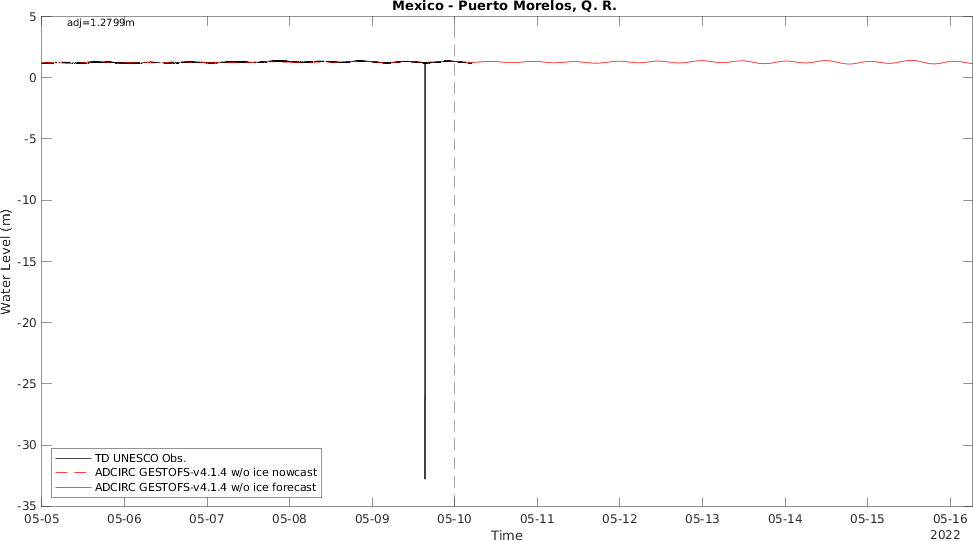 Mexico - Puerto Morelos, Q. R.
adj=1.2799m
5
0
-5
-10
-15
-20
-25
-30
-35
Water Level (m)
TD UNESCO Obs.
ADCIRC GESTOFS-v4.1.4 w/o ice nowcast
ADCIRC GESTOFS-v4.1.4 w/o ice forecast
05-05 05-06 05-07 05-08 05-09 05-10 05-11 05-12 05-13 05-14 05-15 05-16
Time
2022